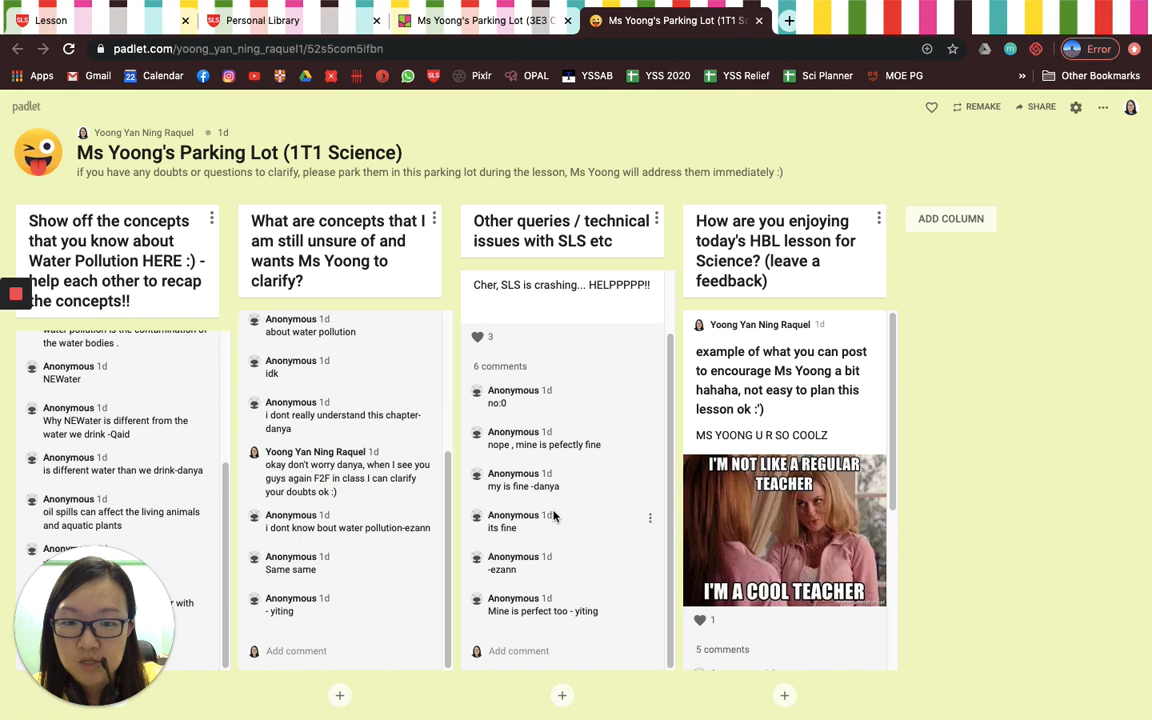 Lesson
Personal Library
Ms Yoong's Parking Lot (3E3 C
Ms Yoong's Parking Lot (1T1 Sc
padlet.com/yoong_yan_ning_raquel1/52s5com5ifbn
Error
Apps
Gmail
22
Calendar
SLS
Pixlr
OPAL
YSSAB
YSS 2020
YSS Relief
Sci Planner
MOE PG
»
Other Bookmarks
padlet
REMAKE
SHARE
Yoong Yan Ning Raquel
1d
Ms Yoong's Parking Lot (1T1 Science)
if you have any doubts or questions to clarify, please park them in this parking lot during the lesson, Ms Yoong will address them immediately :)
Show off the concepts
that you know about
Water Pollution HERE :) -
help each other to recap
the concepts!!
water pollution is the contamination of
the water bodies .
Anonymous 1d
NEWater
Anonymous 1d
Why NEWater is different from the
water we drink -Qaid
Anonymous 1d
is different water than we drink-danya
Anonymous 1d
oil spills can affect the living animals
and aquatic plants
Anonymous
with
What are concepts that I
am still unsure of and
wants Ms Yoong to
clarify?
Anonymous 1d
about water pollution
Anonymous 1d
idk
Anonymous 1d
i dont really understand this chapter-
danya
Yoong Yan Ning Raquel 1d
okay don't worry danya, when I see you
guys again F2F in class I can clarify
your doubts ok :)
Anonymous 1d
i dont know bout water pollution-ezann
Anonymous 1d
Same same
Anonymous 1d
- yiting
Add comment
Other queries / technical
issues with SLS etc
Cher, SLS is crashing... HELPPPPP!!
3
6 comments
Anonymous 1d
no:0
Anonymous 1d
nope , mine is pefectly fine
Anonymous 1d
my is fine -danya
Anonymous 1d
its fine
Anonymous 1d
-ezann
Anonymous 1d
Mine is perfect too - yiting
Add comment
How are you enjoying
today's HBL lesson for
Science? (leave a
feedback)
Yoong Yan Ning Raquel 1d
example of what you can post
to encourage Ms Yoong a bit
hahaha, not easy to plan this
lesson ok :')
MS YOONG U R SO COOLZ
I'M NOT LIKE A REGULAR
TEACHER
I'M A COOL TEACHER
1
5 comments
ADD COLUMN